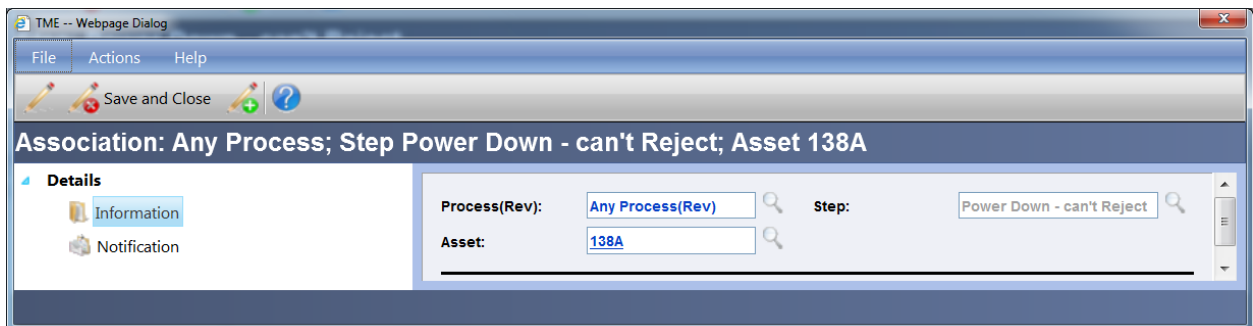 TME -- Webpage Dialog
File Actions Help
Save and Close
Association: Any Process; Step Power Down - can't Reject; Asset 138A
Details
Information
Notification
Process(Rev): Any Process(Rev) Step: Power Down - can't Reject
Asset: 138A